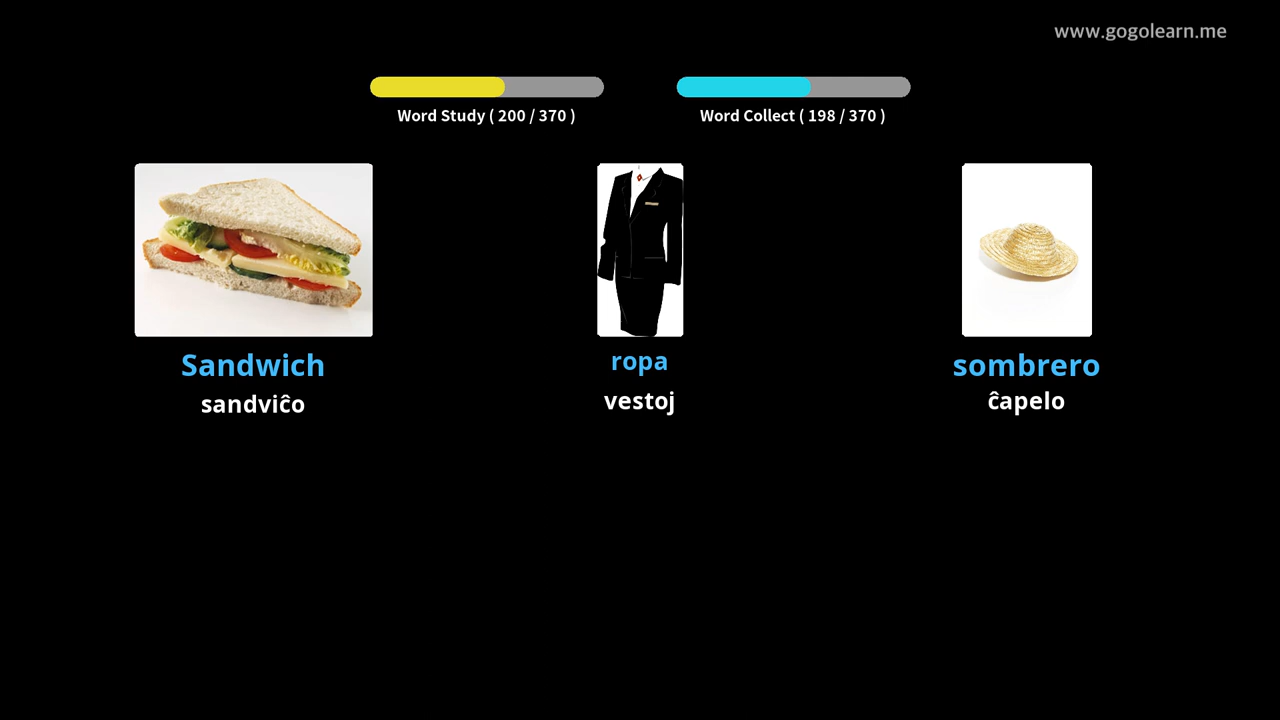 www.gogolearn.me
Word Study ( 200 / 370 )
Word Collect ( 198 / 370 )
Sandwich
sandviĉo
ropa
vestoj
sombrero
ĉapelo